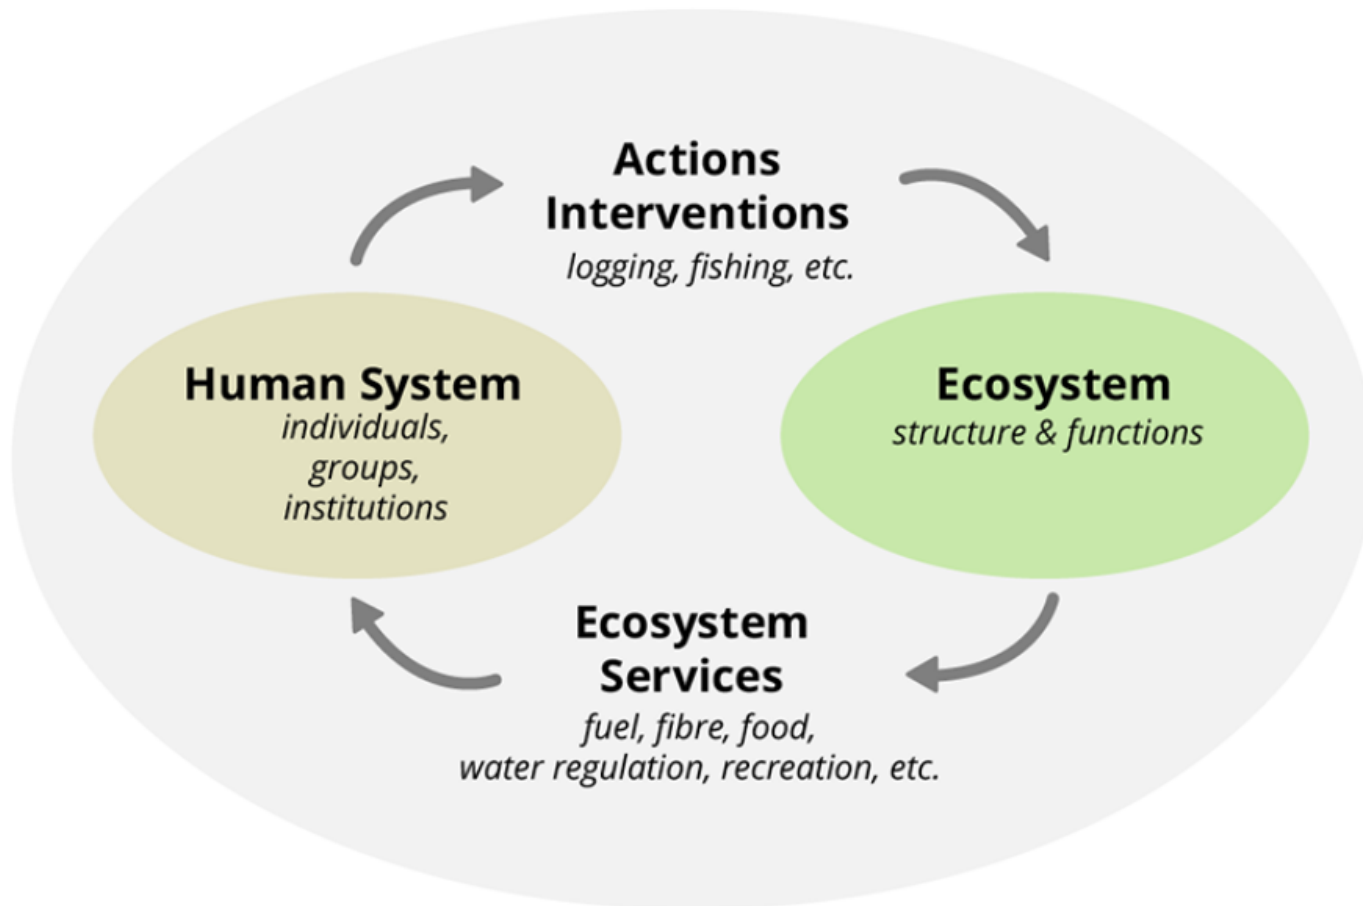 Actions
Interventions
logging, fishing, etc.
Human System
individuals,
groups,
institutions
Ecosystem
structure & functions
Ecosystem
Services
fuel, fibre, food,
water regulation, recreation, etc.